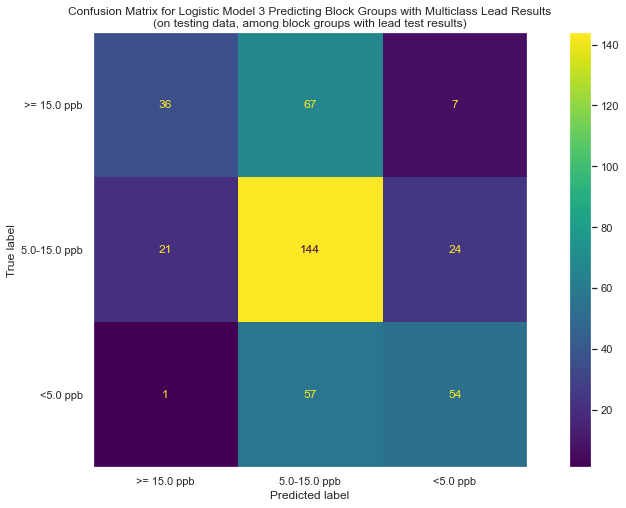 Confusion Matrix for Logistic Model 3 Predicting Block Groups with Multiclass Lead Results
(on testing data, among block groups with lead test results)
True label
>= 15.0 ppb
36
67
7
5.0-15.0 ppb
21
144
24
<5.0 ppb
1
57
54
>= 15.0 ppb
5.0-15.0 ppb
<5.0 ppb
Predicted label
140
120
100
80
60
40
20